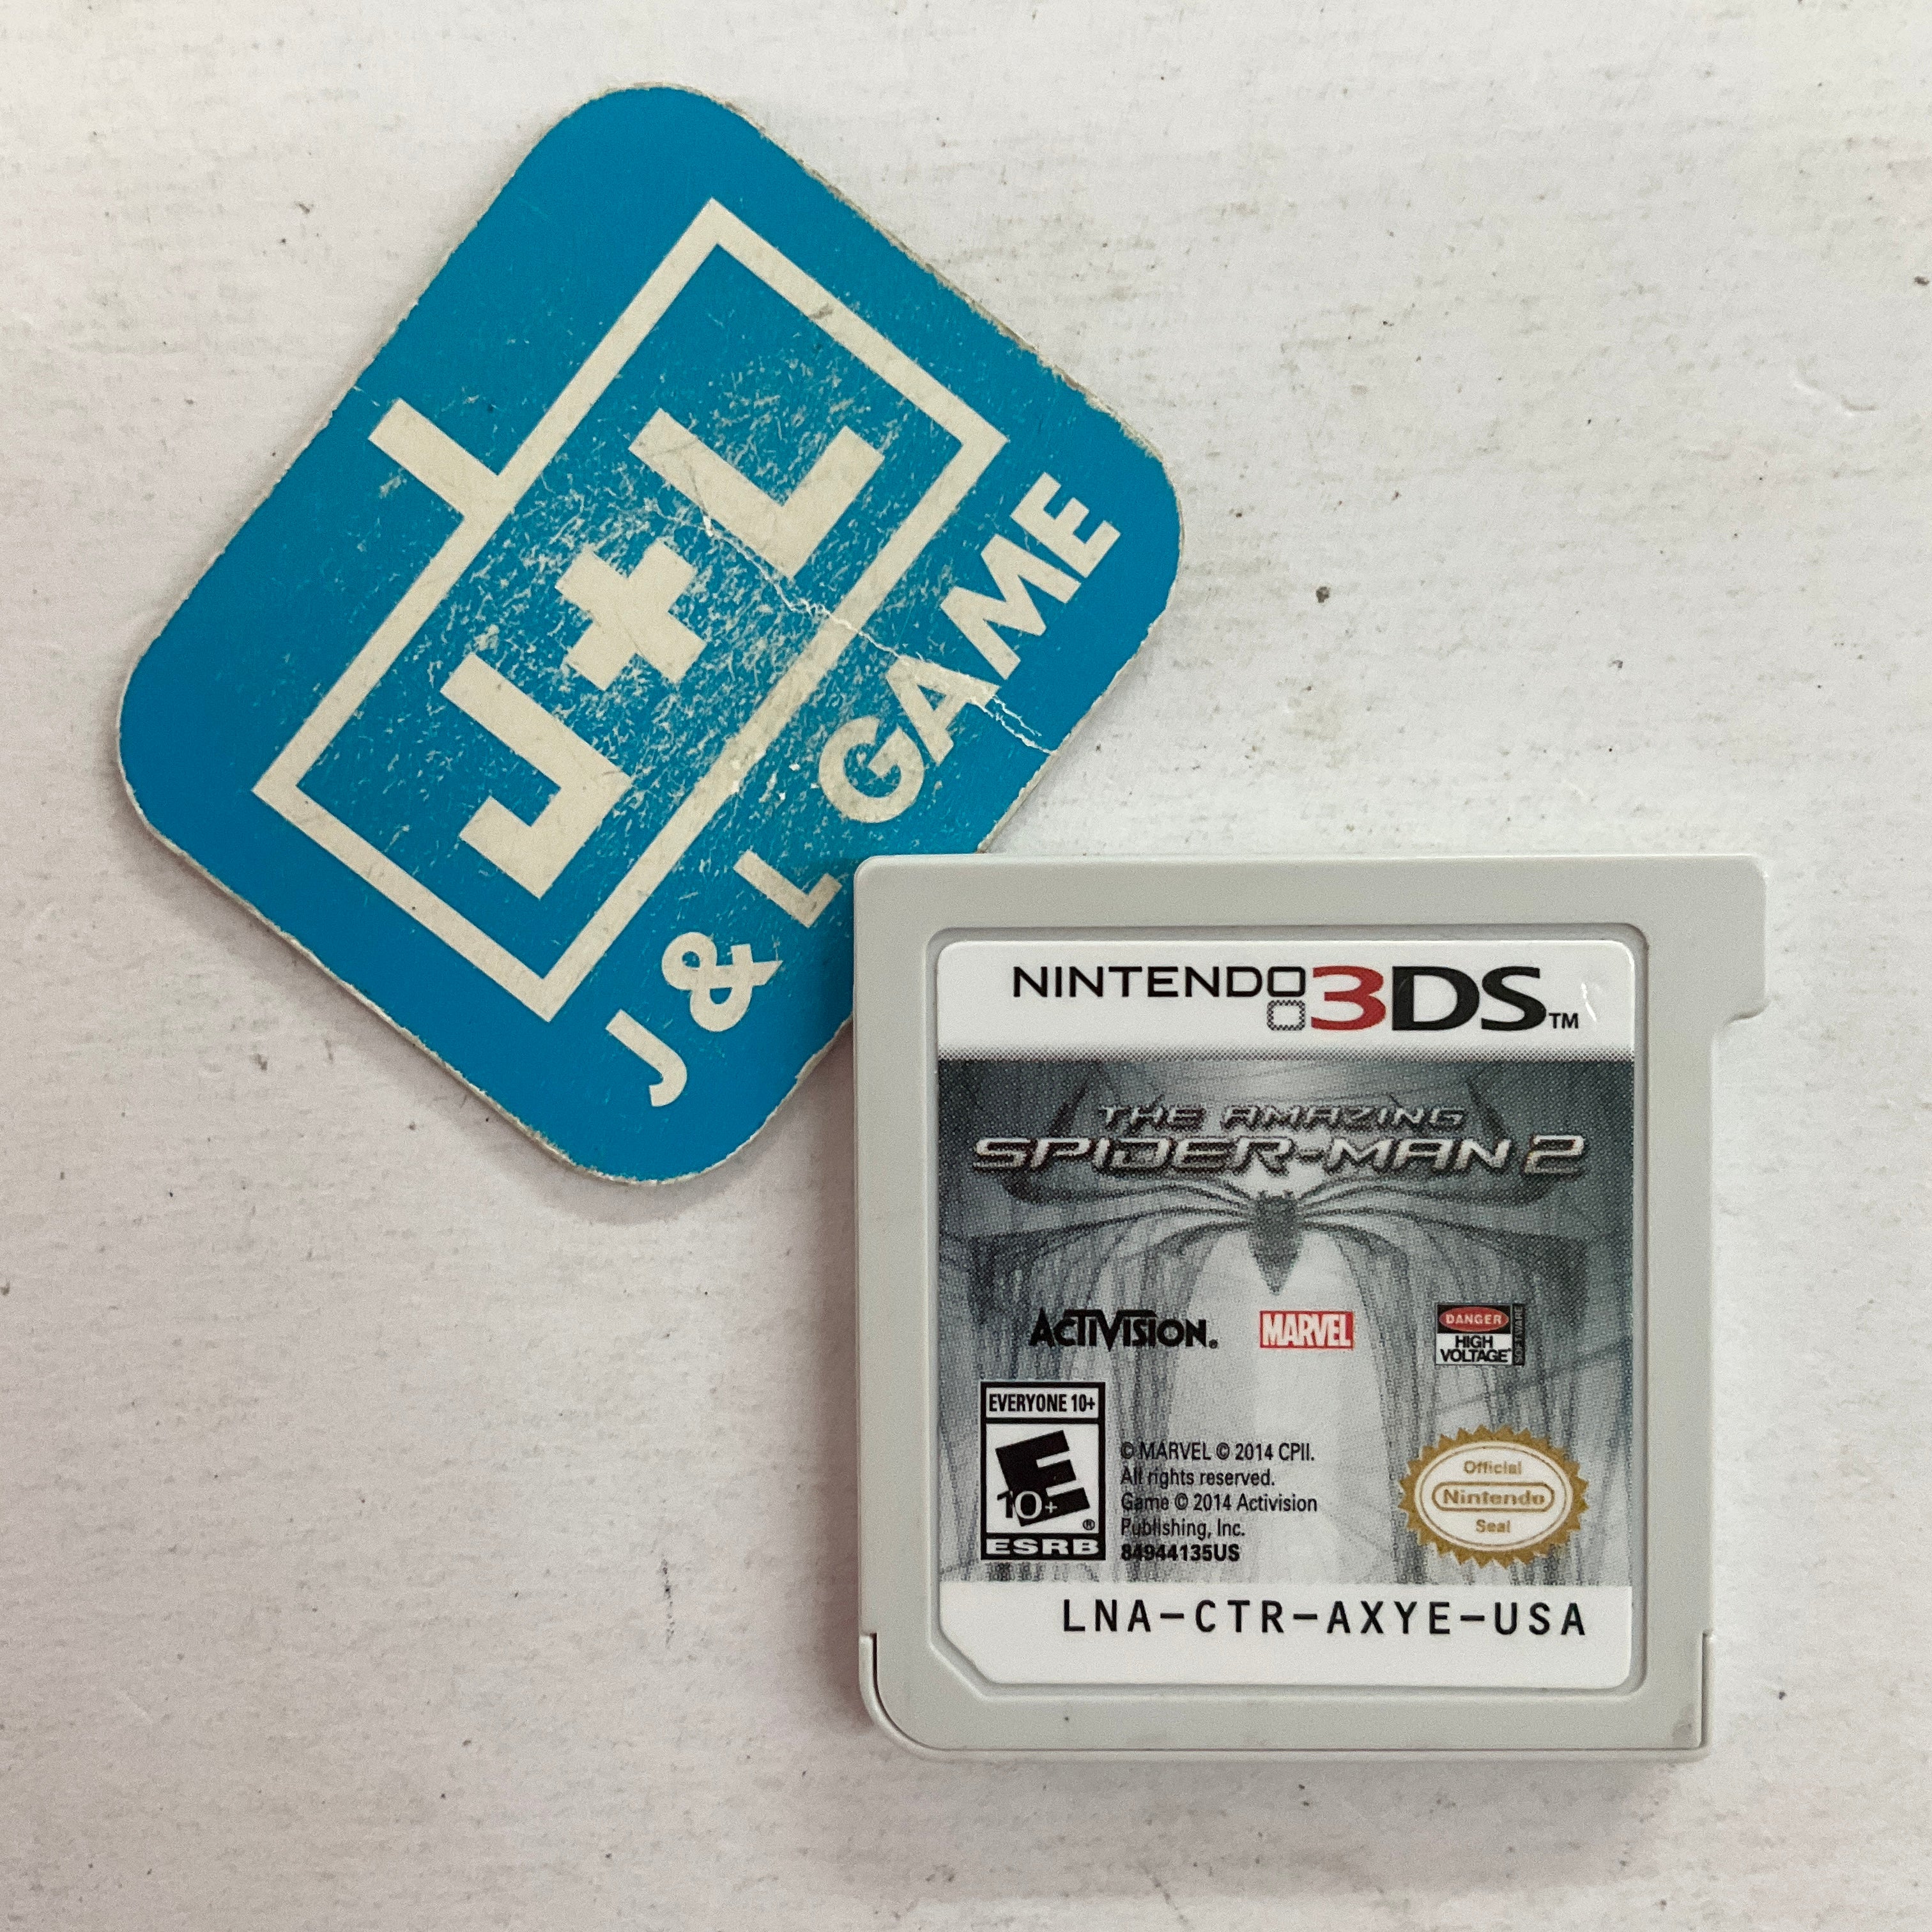 J+L
J & L GAME
NINTENDO 3DS™
THE AMAZING
SPIDER-MAN 2
ACTIVISION.
MARVEL
DANGER
HIGH
VOLTAGE
SOFTWARE
EVERYONE 10+
E
10+
®
ESRB
© MARVEL © 2014 CPII.
All rights reserved.
Game © 2014 Activision
Publishing, Inc.
84944135US
Official
Nintendo
Seal
LNA-CTR-AXYE-USA